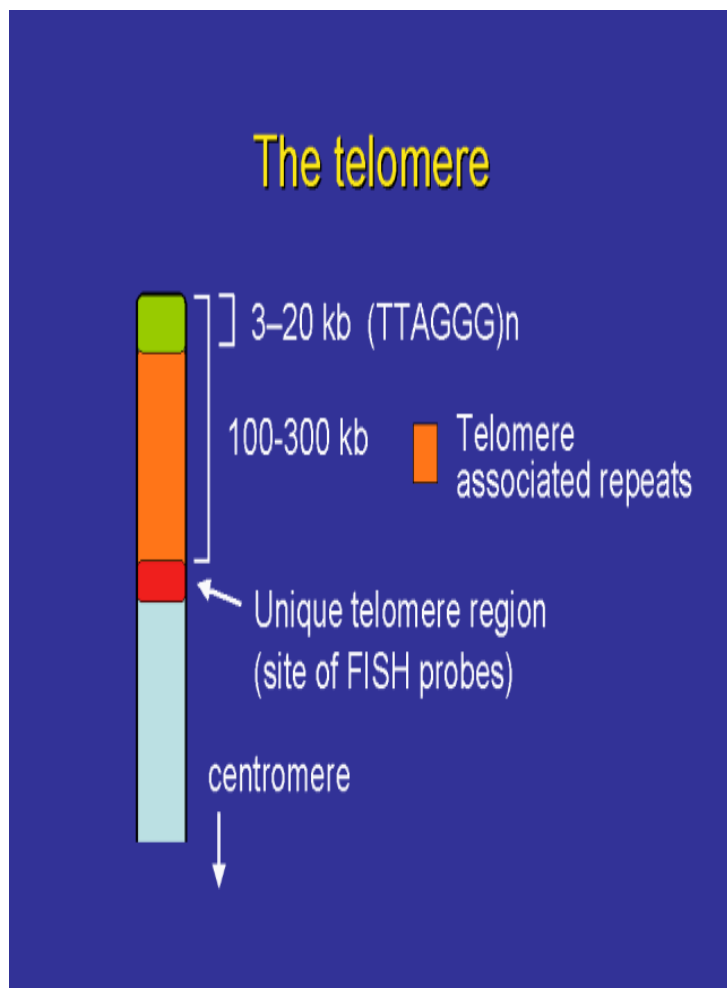 The telomere
3–20 kb (TTAGGG)n
100-300 kb
Telomere
associated repeats
Unique telomere region
(site of FISH probes)
centromere